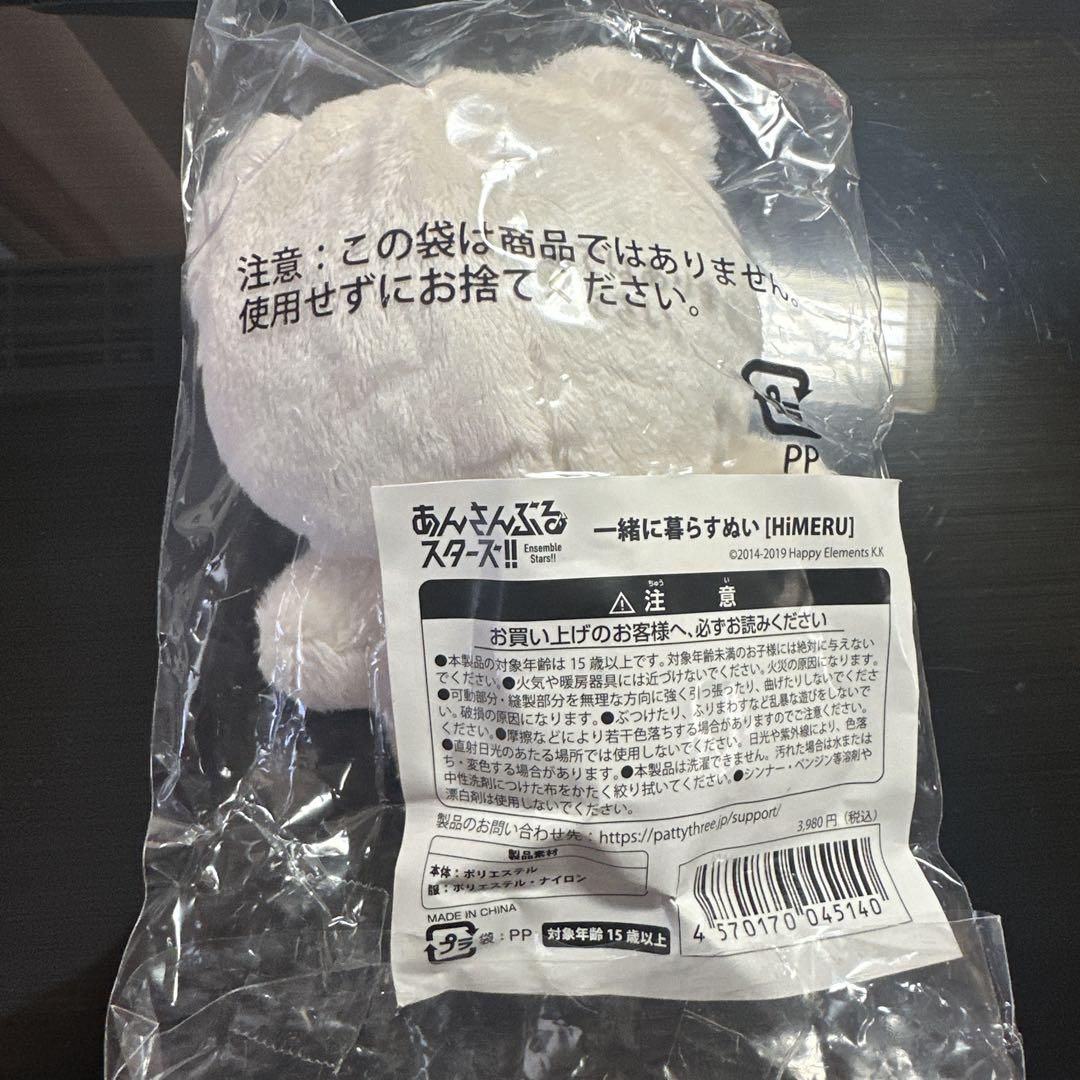 注意：この袋は商品ではありません。
使用せずにお捨てください。
プラ
PP
あんさんぶる
スターズ!!
Ensemble
Stars!!
一緒に暮らすぬい [HiMERU]
©2014-2019 Happy Elements K.K
ちゅう い
⚠注 意
お買い上げのお客様へ、必ずお読みください
●本製品の対象年齢は 15 歳以上です。対象年齢未満のお子様には絶対に与えない
でください。●火気や暖房器具には近づけないでください。火災の原因になります。
●可動部分・縫製部分を無理な方向に強く引っ張ったり、曲げたりしないでくださ
い。破損の原因になります。●ぶつけたり、ふりまわすなど乱暴な遊びをしないで
ください。●摩擦などにより若干色落ちする場合がありますのでご注意ください。
●直射日光のあたる場所では使用しないでください。日光や紫外線により、色落
ち・変色する場合があります。●本製品は洗濯できません。汚れた場合は水または
中性洗剤につけた布をかたく絞り拭いてください。●シンナー・ベンジン等溶剤や
漂白剤は使用しないでください。
製品のお問い合わせ先：https://pattythree.jp/support/
3,980円（税込）
製品素材
本体：ポリエステル
服：ポリエステル・ナイロン
MADE IN CHINA
プラ 袋：PP 対象年齢 15 歳以上
4 570170 045140